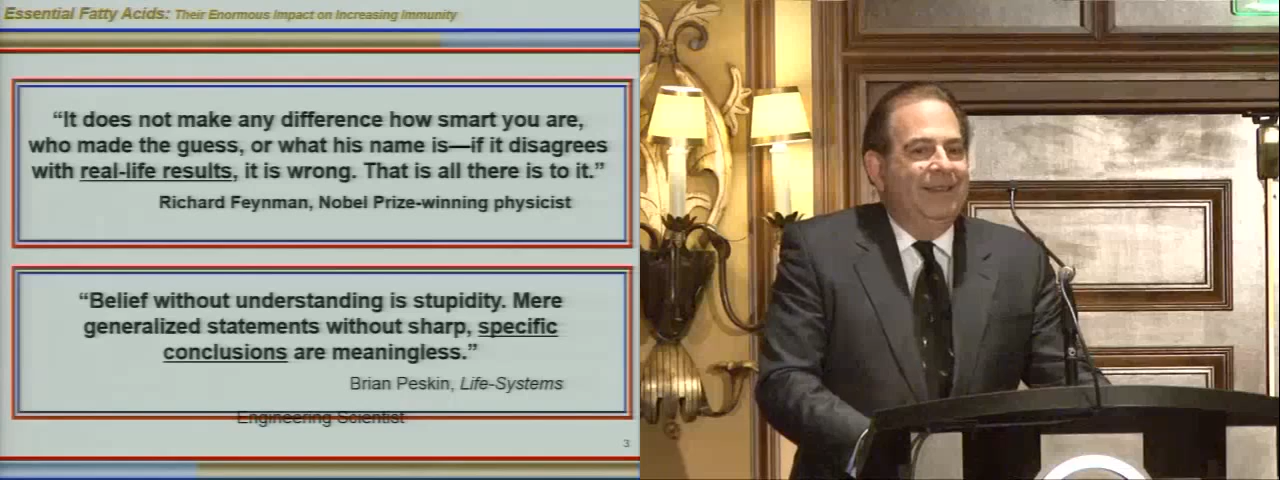 Essential Fatty Acids: Their Enormous Impact on Increasing Immunity
“It does not make any difference how smart you are,
who made the guess, or what his name is—if it disagrees
with real-life results, it is wrong. That is all there is to it.”
Richard Feynman, Nobel Prize-winning physicist
“Belief without understanding is stupidity. Mere
generalized statements without sharp, specific
conclusions are meaningless.”
Brian Peskin, Life-Systems
Engineering Scientist
3